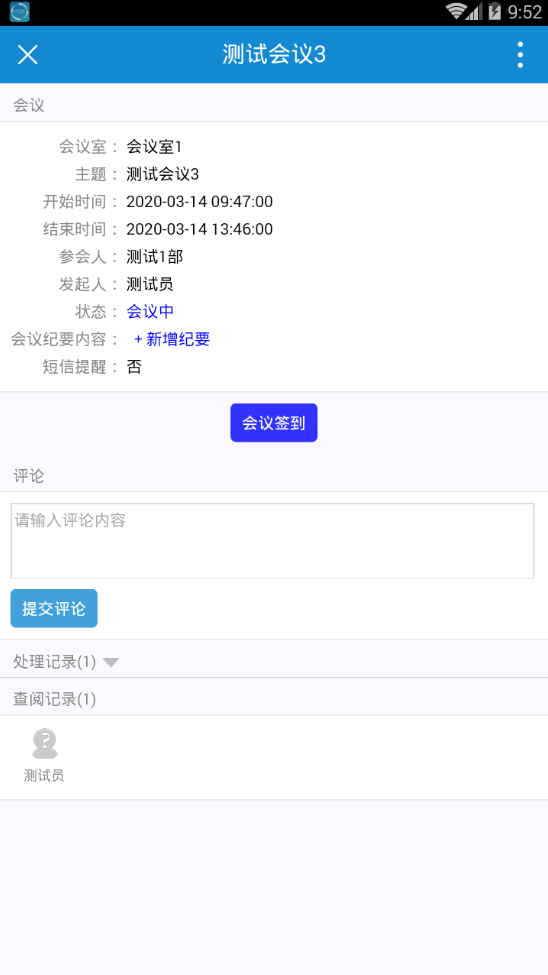 9:52
测试会议3
会议
会议室： 会议室1
主题： 测试会议3
开始时间： 2020-03-14 09:47:00
结束时间： 2020-03-14 13:46:00
参会人： 测试1部
发起人： 测试员
状态： 会议中
会议纪要内容： + 新增纪要
短信提醒： 否
会议签到
评论
请输入评论内容
提交评论
处理记录(1)
查阅记录(1)
测试员